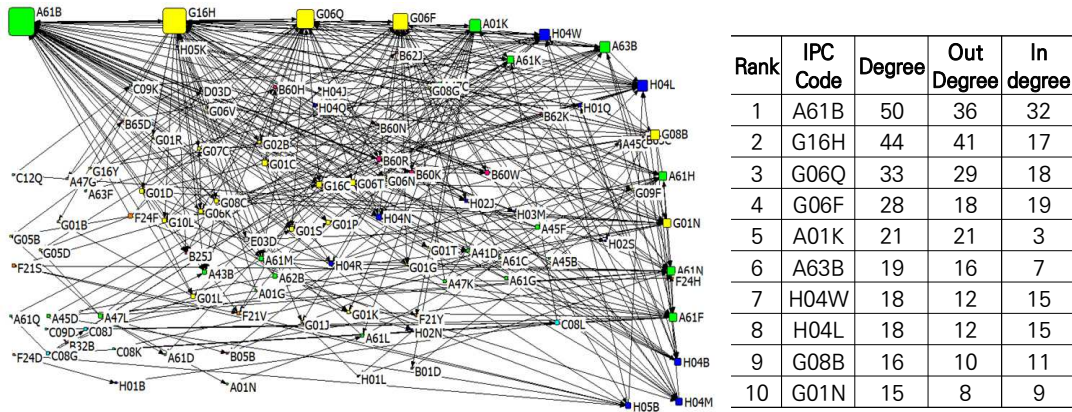 A61B
G16H
G06Q
G06F
A01K
H04W
A63B
H05K
B62J
A61K
C09K
D03D
B60H
H04J
G08G
H04L
G06V
H04Q
H01Q
B65D
B60N
B62K
G08B
G01R
G02B
A45C
G07C
G01C
B60R
C12Q
G16Y
A47G
A63F
G16C
G06T
G06N
B60K
B60W
A61H
G01D
G08C
H02J
G09F
G01B
F24F
G10L
G06K
H04N
H03M
G01N
G01S
G01P
A45F
G05B
E03D
H02S
G05D
B25J
A61M
H04R
G01T
A41D
A61C
A45B
A61N
F21S
A43B
A62B
G01G
A47K
A61G
F24H
A01G
G01L
A61Q
A45D
A47L
F21V
G01K
F21Y
C08L
A61F
C09D
C08J
G01J
A61L
H02N
B32B
F24D
C08G
C08K
A61D
B05B
B01D
H04B
H01B
A01N
H01L
H05B
H04M
Rank IPC Code Degree Out Degree In degree
1 A61B 50 36 32
2 G16H 44 41 17
3 G06Q 33 29 18
4 G06F 28 18 19
5 A01K 21 21 3
6 A63B 19 16 7
7 H04W 18 12 15
8 H04L 18 12 15
9 G08B 16 10 11
10 G01N 15 8 9